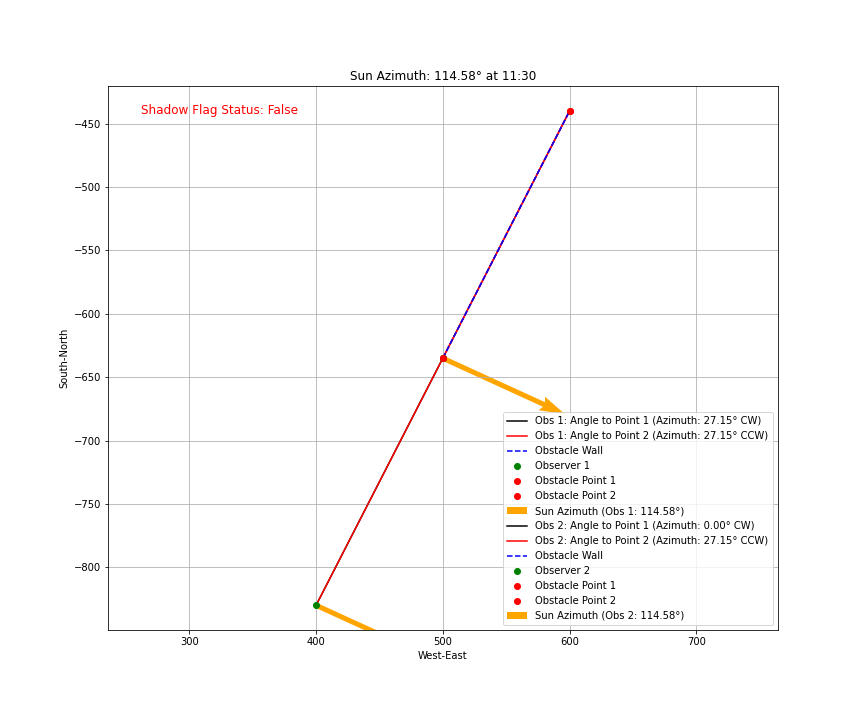 Sun Azimuth: 114.58° at 11:30
Shadow Flag Status: False
−450
−500
−550
−600
−650
−700
−750
−800
South-North
300
400
500
600
700
West-East
Obs 1: Angle to Point 1 (Azimuth: 27.15° CW)
Obs 1: Angle to Point 2 (Azimuth: 27.15° CCW)
Obstacle Wall
Observer 1
Obstacle Point 1
Obstacle Point 2
Sun Azimuth (Obs 1: 114.58°)
Obs 2: Angle to Point 1 (Azimuth: 0.00° CW)
Obs 2: Angle to Point 2 (Azimuth: 27.15° CCW)
Obstacle Wall
Observer 2
Obstacle Point 1
Obstacle Point 2
Sun Azimuth (Obs 2: 114.58°)